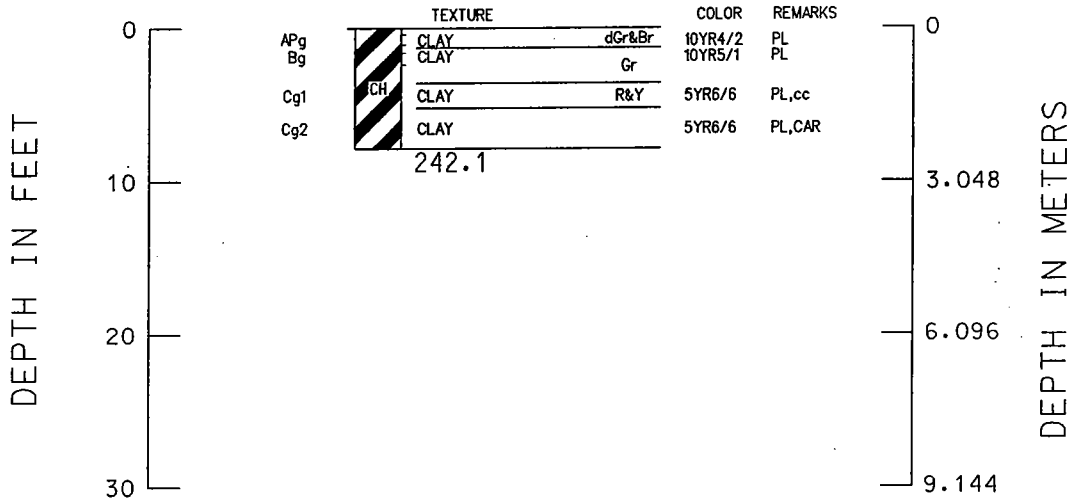 TEXTURE COLOR REMARKS
0 0
APg CLAY dGr&Br 10YR4/2 PL
Bg CLAY Gr 10YR5/1 PL
CH
Cg1 CLAY R&Y 5YR6/6 PL,cc
Cg2 CLAY 5YR6/6 PL,CAR
242.1
10 3.048
20 6.096
30 9.144
DEPTH IN FEET
DEPTH IN METERS